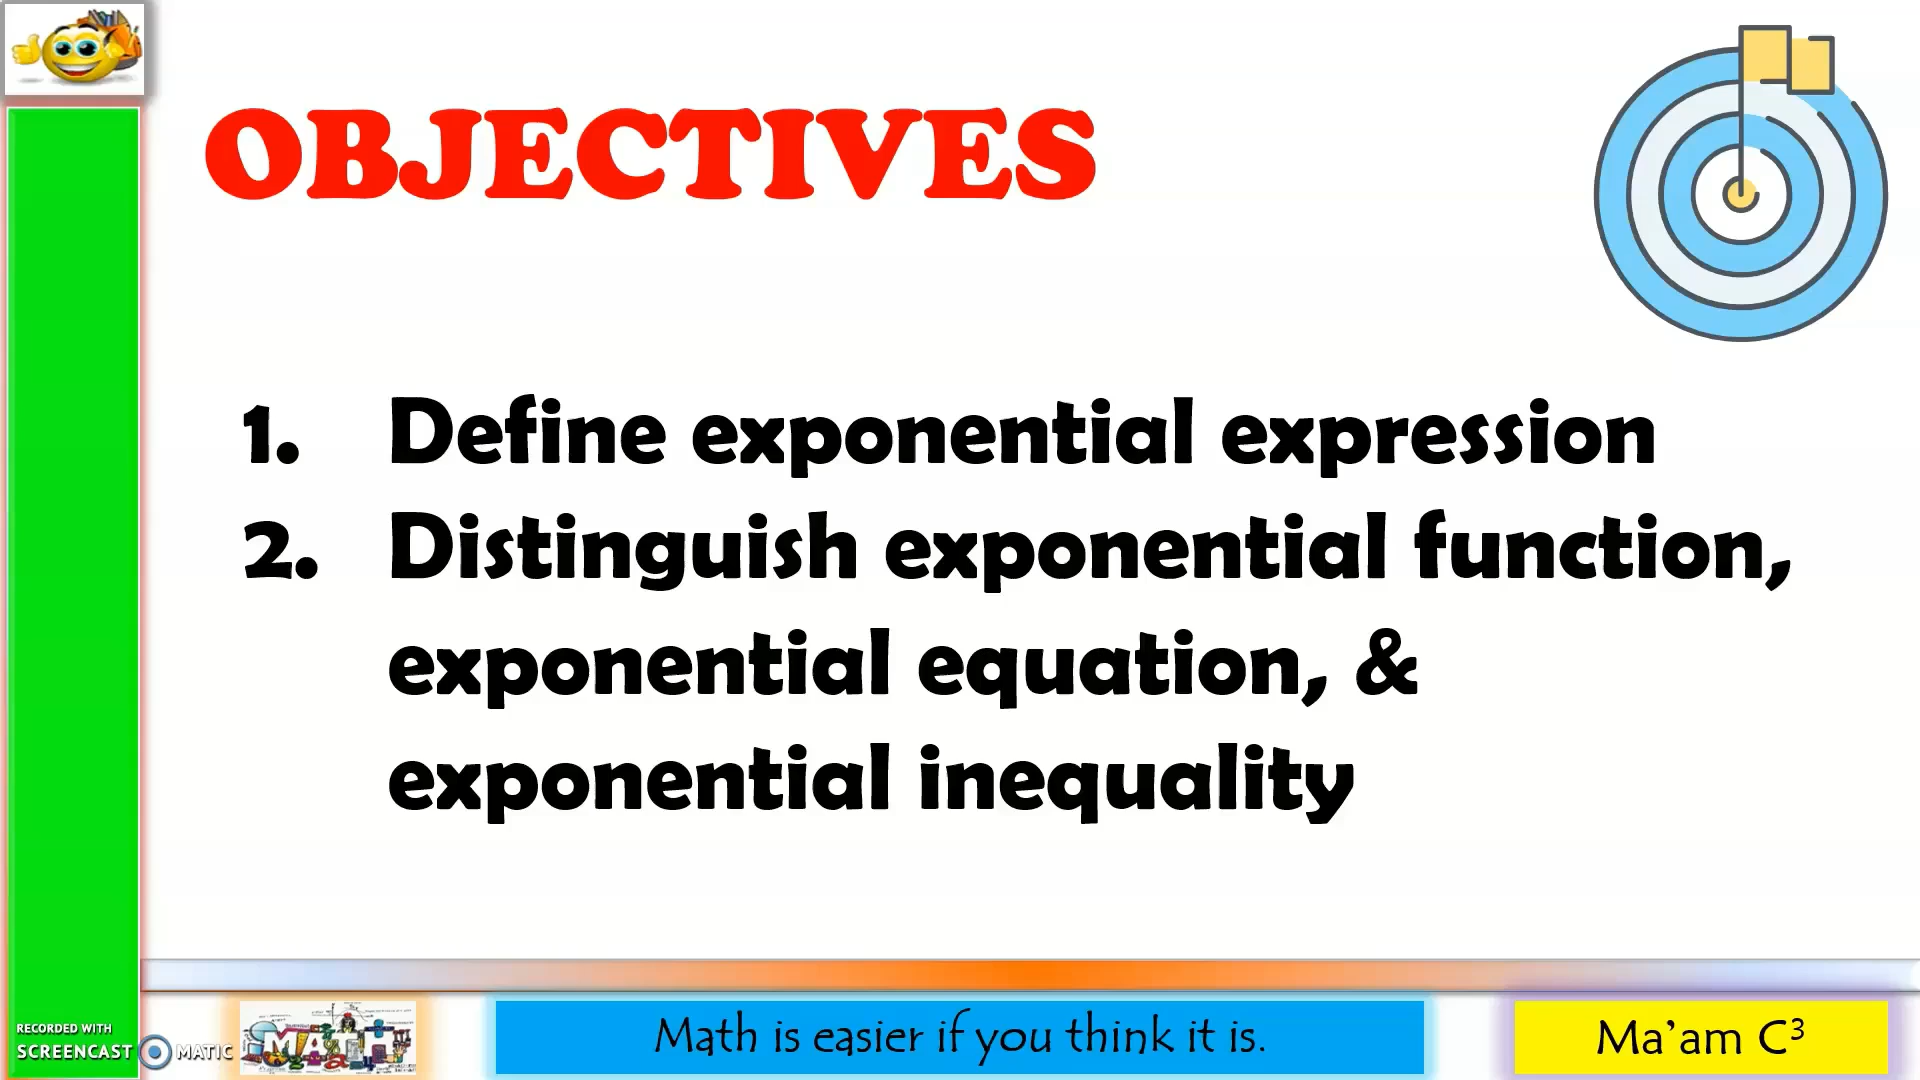 OBJECTIVES
1. Define exponential expression
2. Distinguish exponential function,
exponential equation, &
exponential inequality
RECORDED WITH
SCREENCAST MATIC
MATH
Math is easier if you think it is.
Ma’am C³